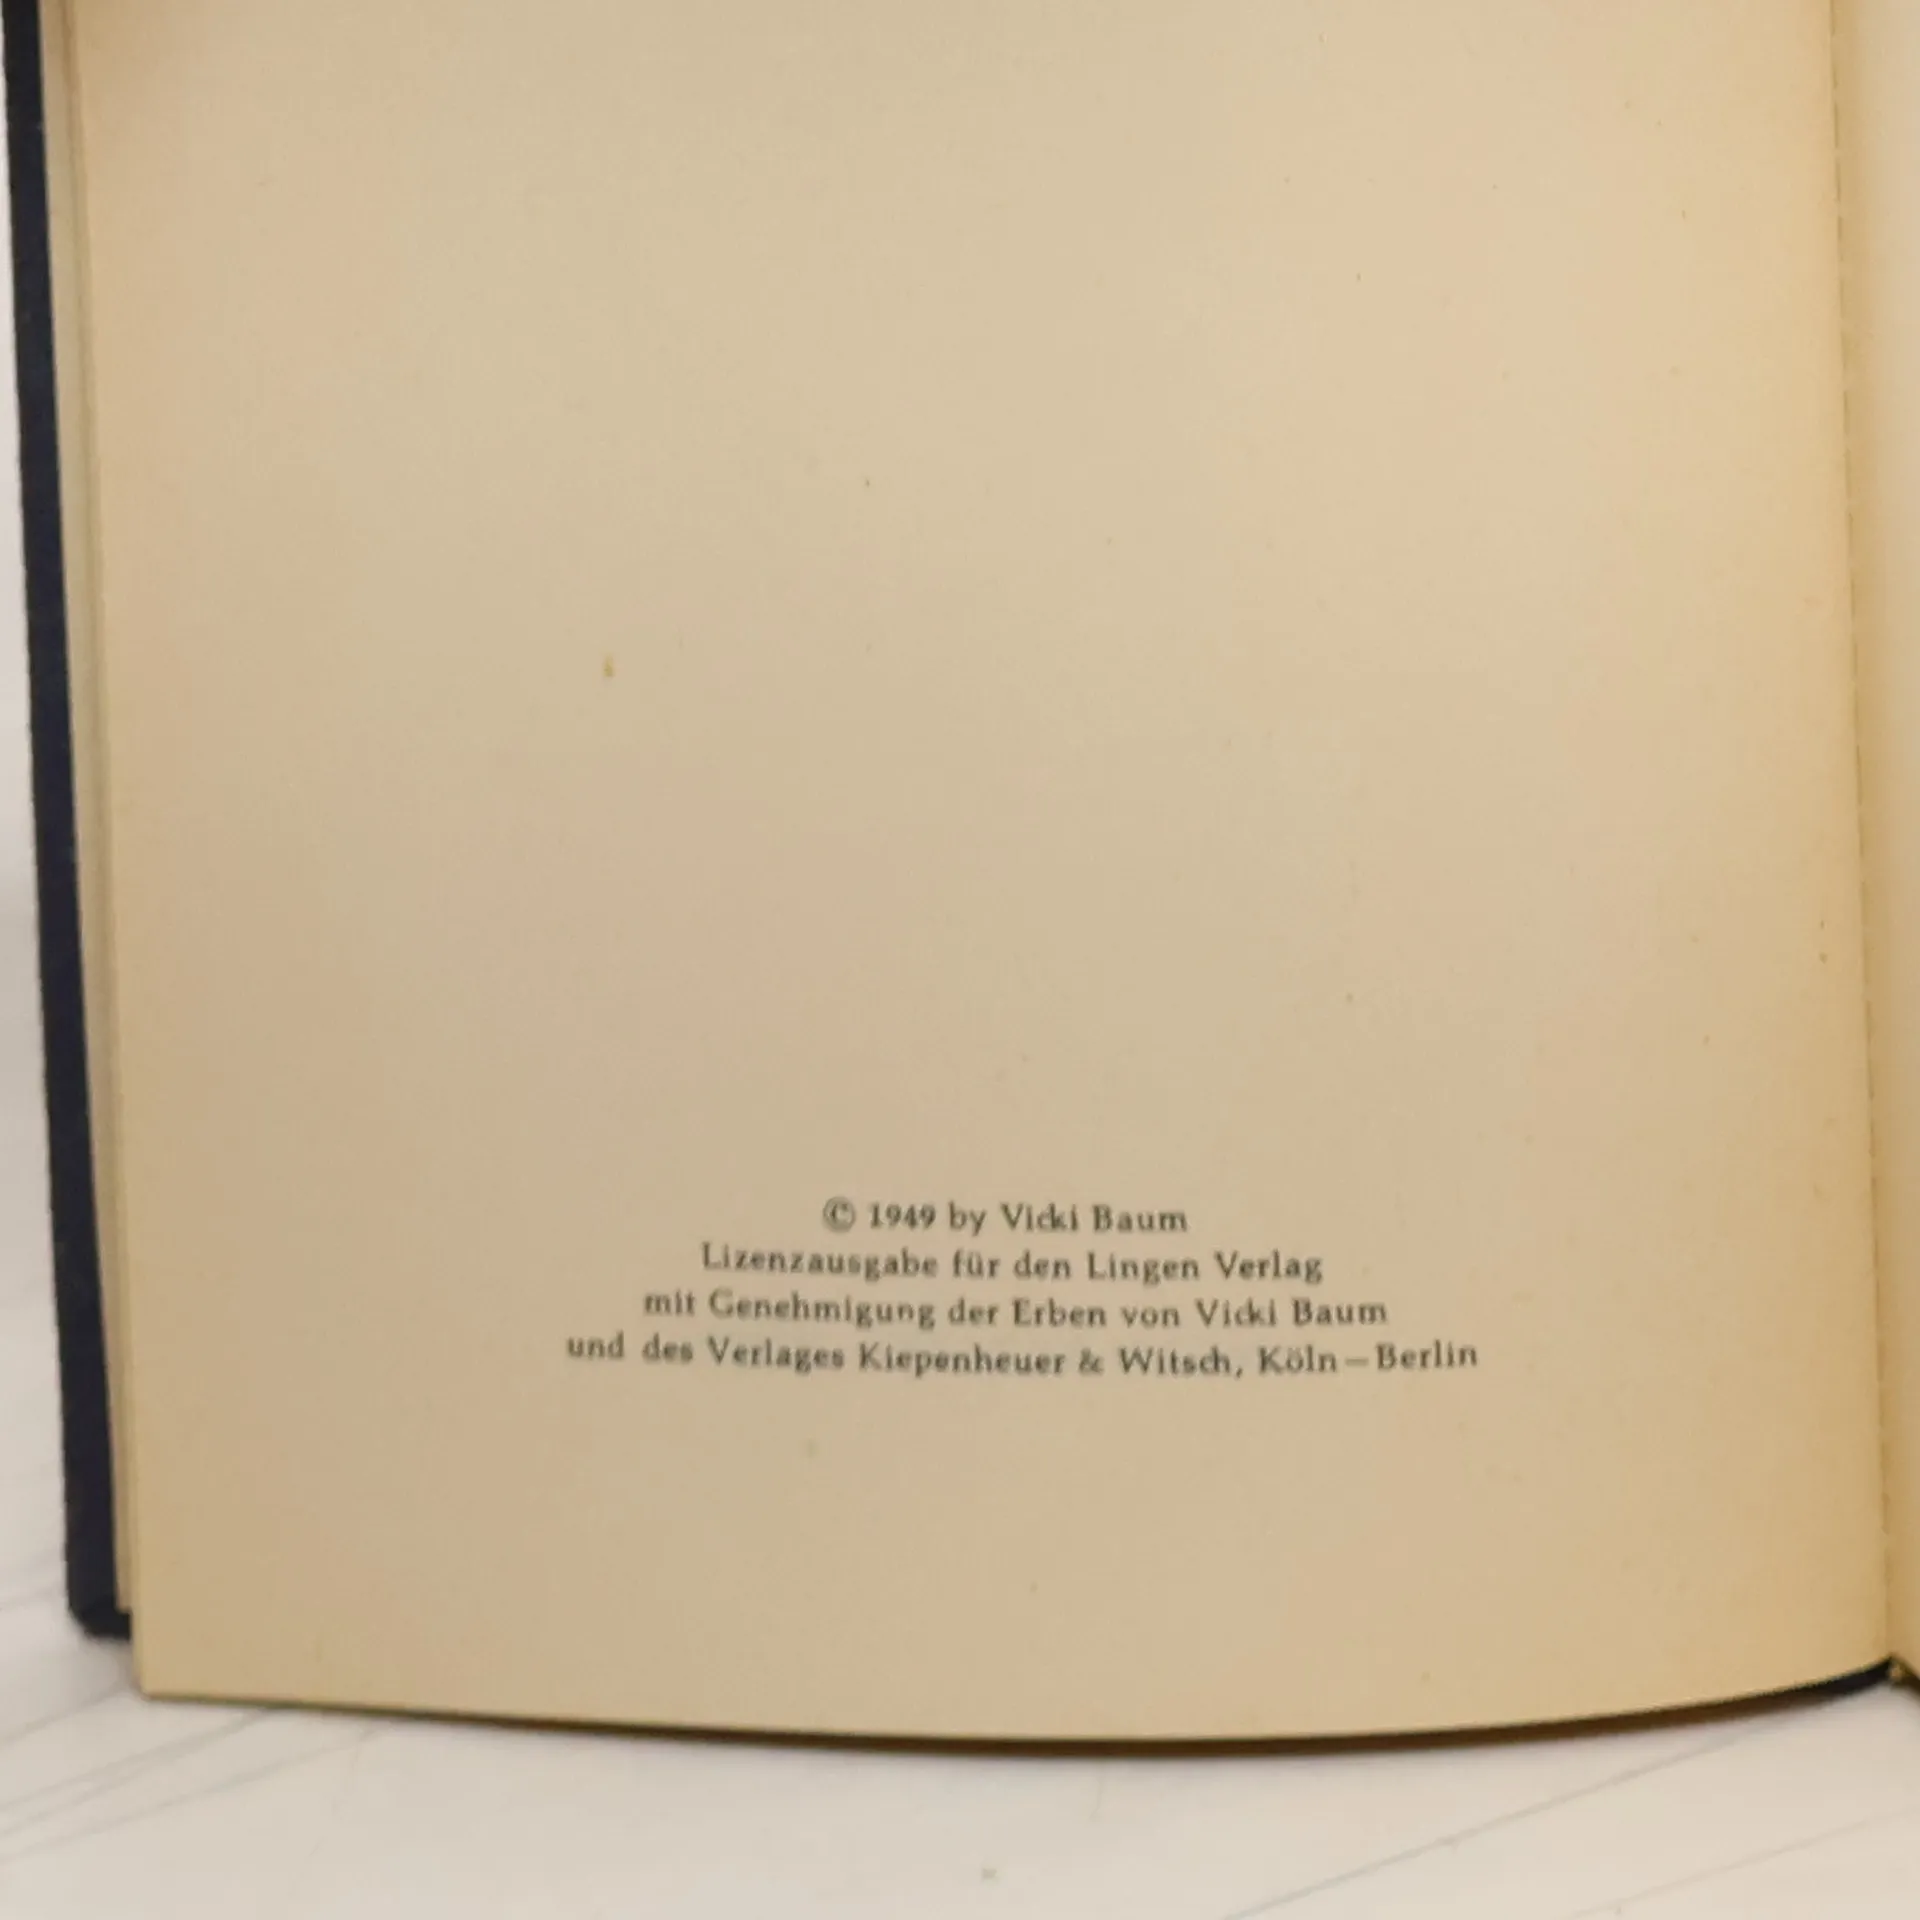 © 1949 by Vicki Baum
Lizenzausgabe für den Lingen Verlag
mit Genehmigung der Erben von Vicki Baum
und des Verlages Kiepenheuer & Witsch, Köln – Berlin